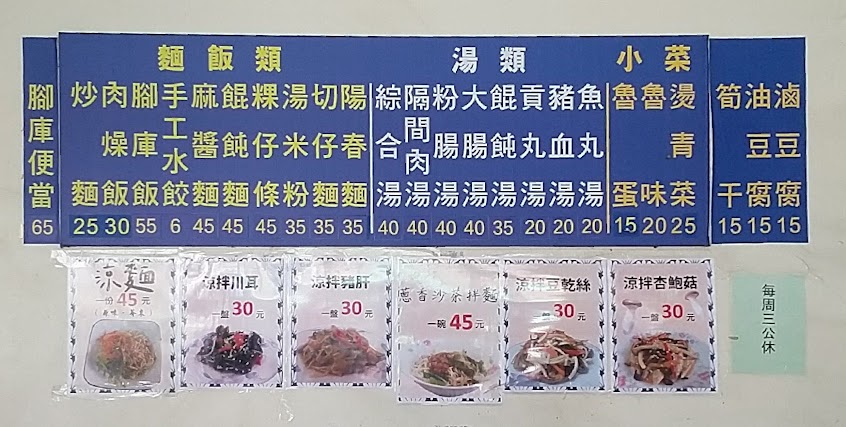 腳庫便當 65
麵飯類
炒麵 25
肉燥飯 30
腳庫飯 55
手工水餃 6
麻醬麵 45
餛飩麵 45
粿仔條 45
湯米粉 35
切仔麵 35
陽春麵 35
湯類
綜合湯 40
隔間肉湯 40
粉腸湯 40
大腸湯 40
餛飩湯 35
貢丸湯 20
豬血湯 20
魚丸湯 20
小菜
魯蛋 15
魯味 20
燙青菜 25
筍干 15
油豆腐 15
滷豆腐 15
涼麵
一份45元
涼拌川耳
一盤30元
涼拌豬肝
一盤30元
蔥香沙茶拌麵
一碗45元
涼拌豆乾絲
一盤30元
涼拌杏鮑菇
一盤30元
每周三公休